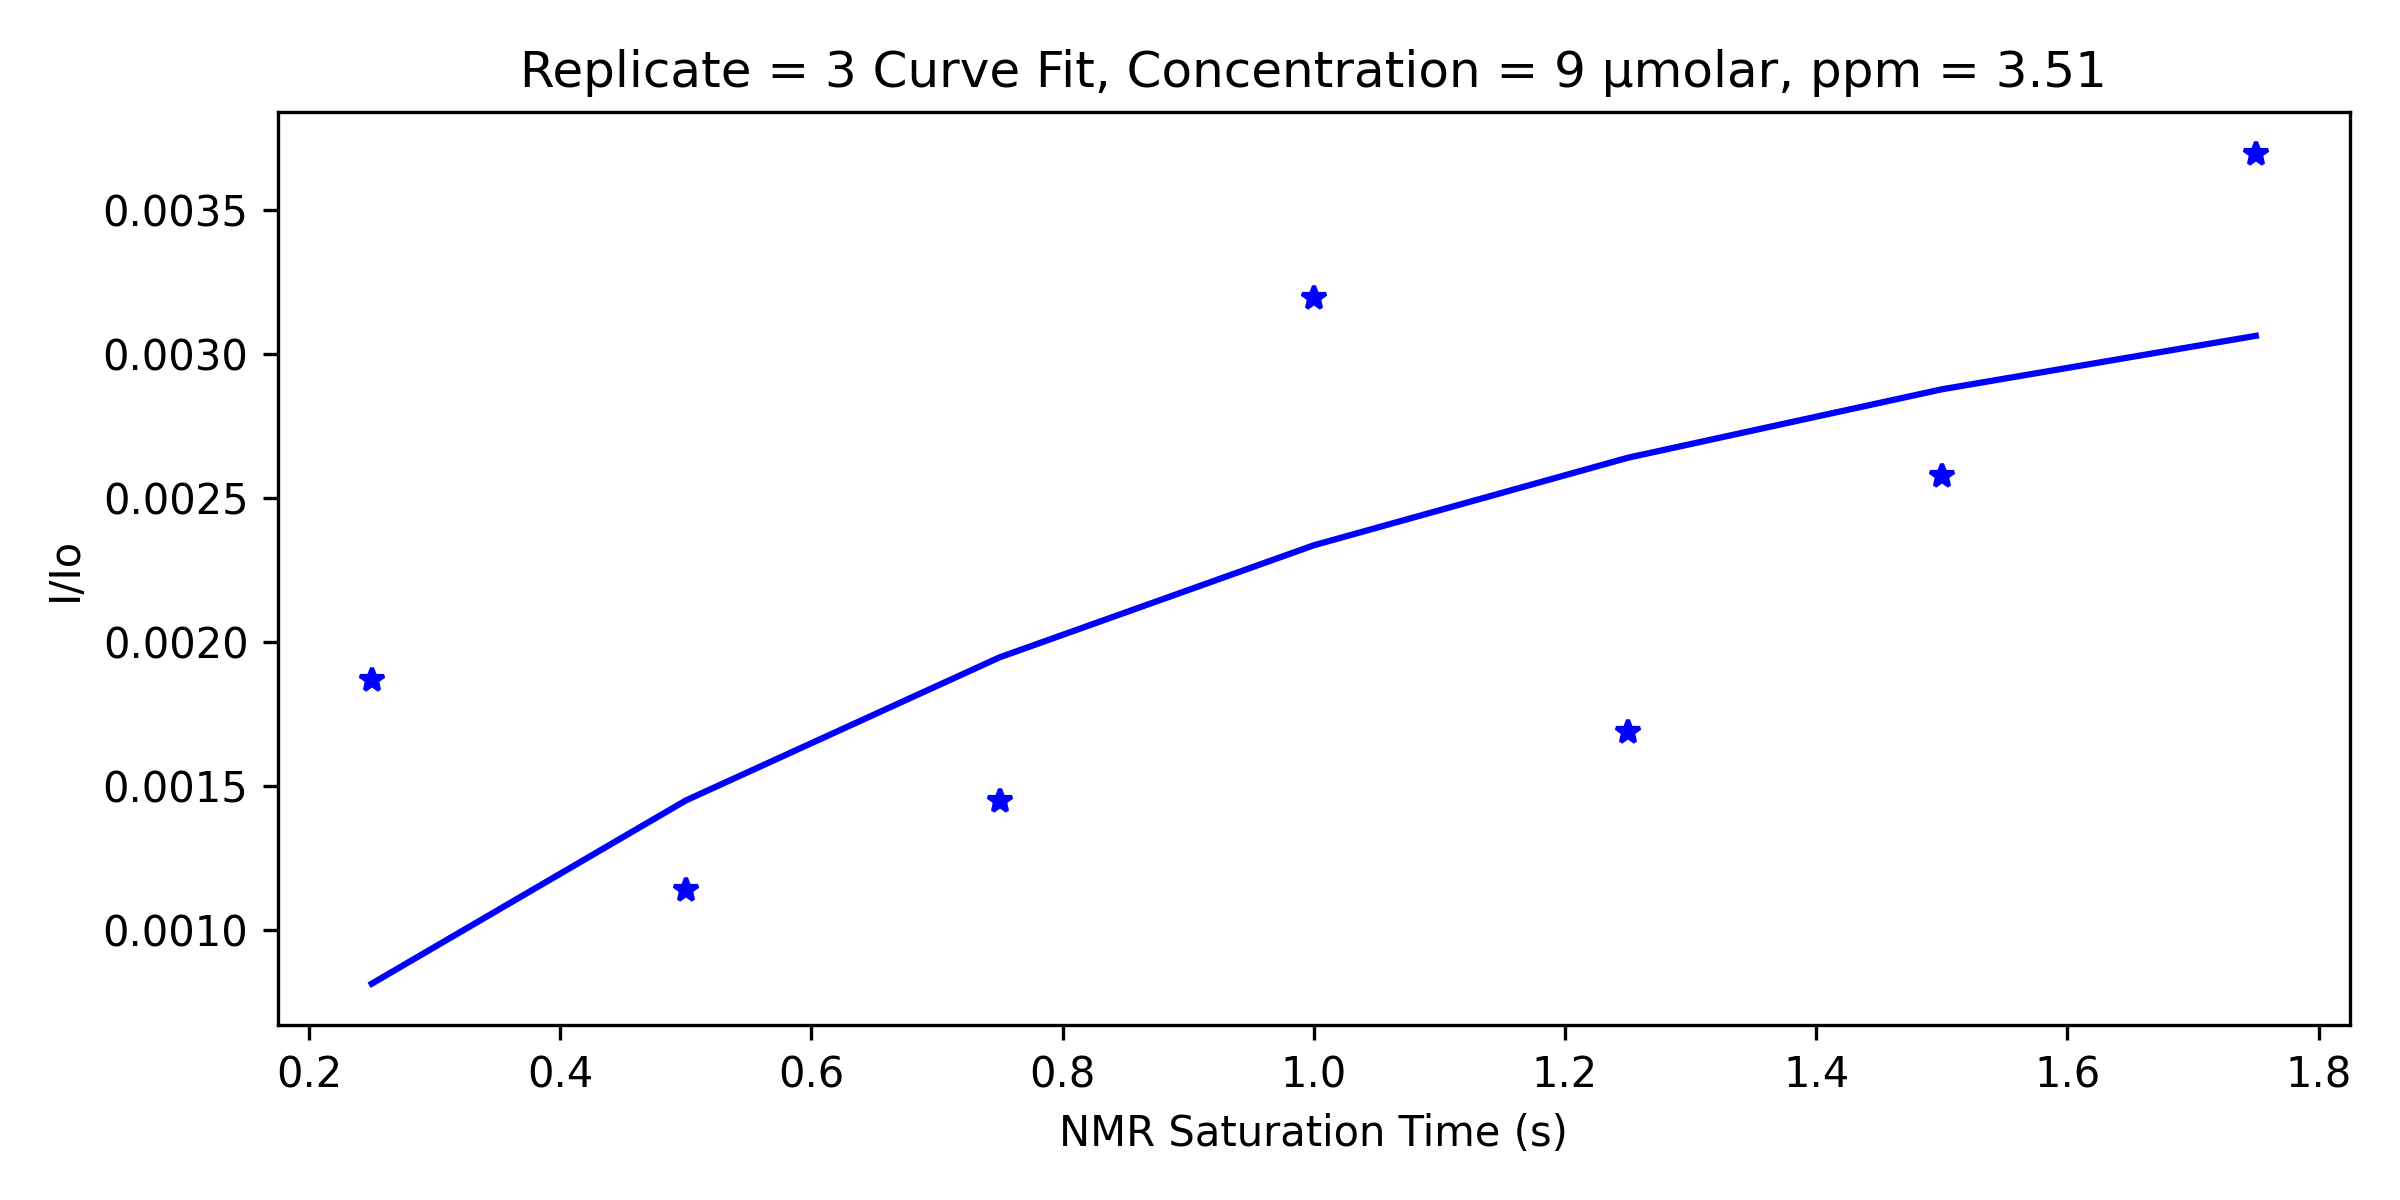 Replicate = 3 Curve Fit, Concentration = 9 μmolar, ppm = 3.51
I/Io
0.0035
0.0030
0.0025
0.0020
0.0015
0.0010
0.2 0.4 0.6 0.8 1.0 1.2 1.4 1.6 1.8
NMR Saturation Time (s)